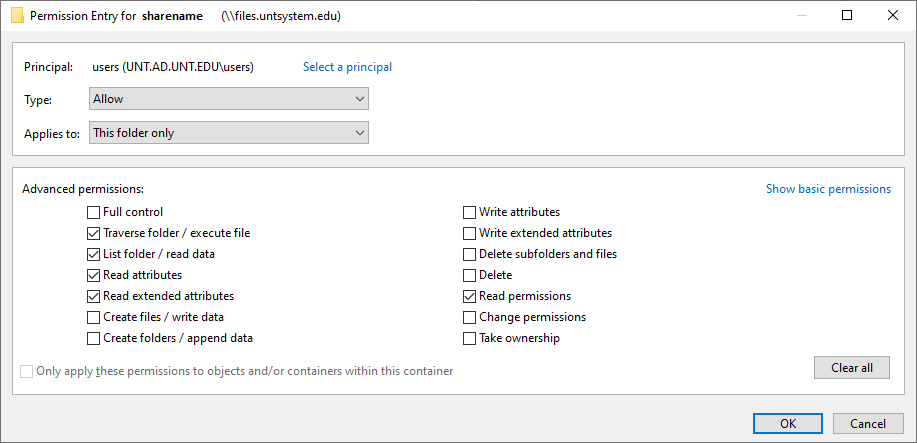 Permission Entry for sharename (\\files.untsystem.edu)
Principal: users (UNT.AD.UNT.EDU\users) Select a principal
Type: Allow
Applies to: This folder only
Advanced permissions: Show basic permissions
Full control
Traverse folder / execute file
List folder / read data
Read attributes
Read extended attributes
Create files / write data
Create folders / append data
Write attributes
Write extended attributes
Delete subfolders and files
Delete
Read permissions
Change permissions
Take ownership
Only apply these permissions to objects and/or containers within this container
Clear all
OK Cancel